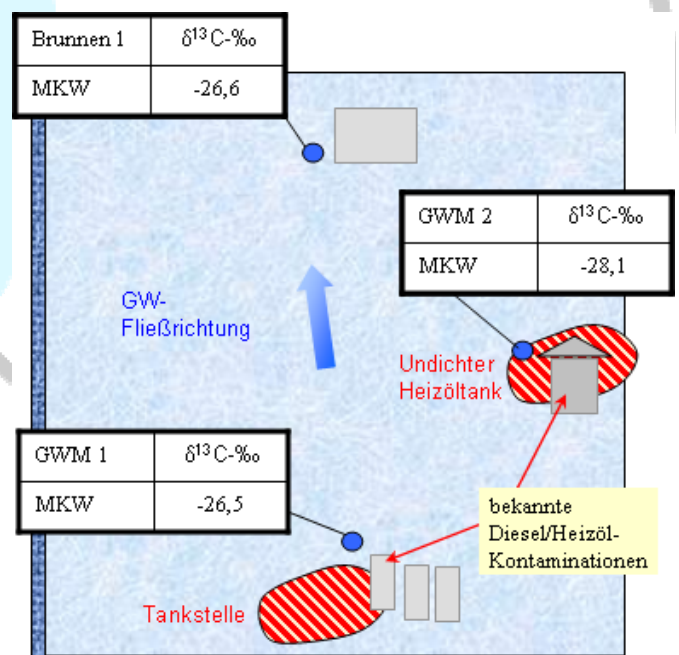 Brunnen 1 δ¹³C-‰
MKW -26,6
GWM 2 δ¹³C-‰
MKW -28,1
GW-
Fließrichtung
Undichter
Heizöltank
GWM 1 δ¹³C-‰
MKW -26,5
bekannte
Diesel/Heizöl-
Kontaminationen
Tankstelle